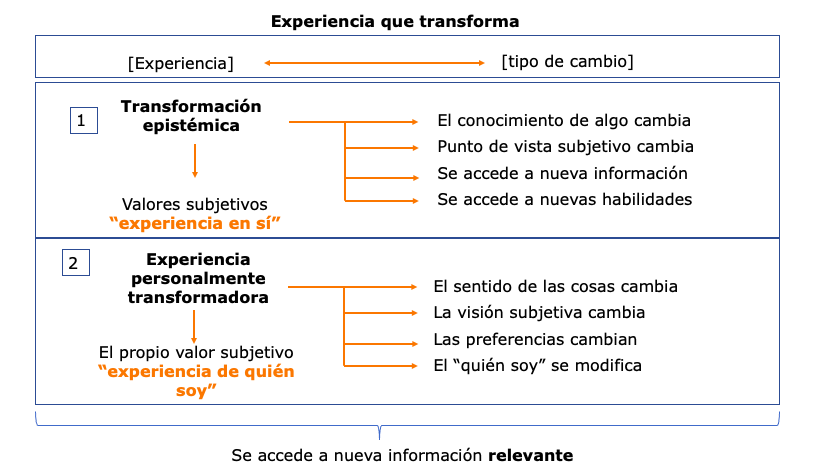 Experiencia que transforma
[Experiencia]
[tipo de cambio]
1
Transformación
epistémica
El conocimiento de algo cambia
Punto de vista subjetivo cambia
Se accede a nueva información
Se accede a nuevas habilidades
Valores subjetivos
“experiencia en sí”
2
Experiencia
personalmente
transformadora
El sentido de las cosas cambia
La visión subjetiva cambia
Las preferencias cambian
El “quién soy” se modifica
El propio valor subjetivo
“experiencia de quién
soy”
Se accede a nueva información relevante